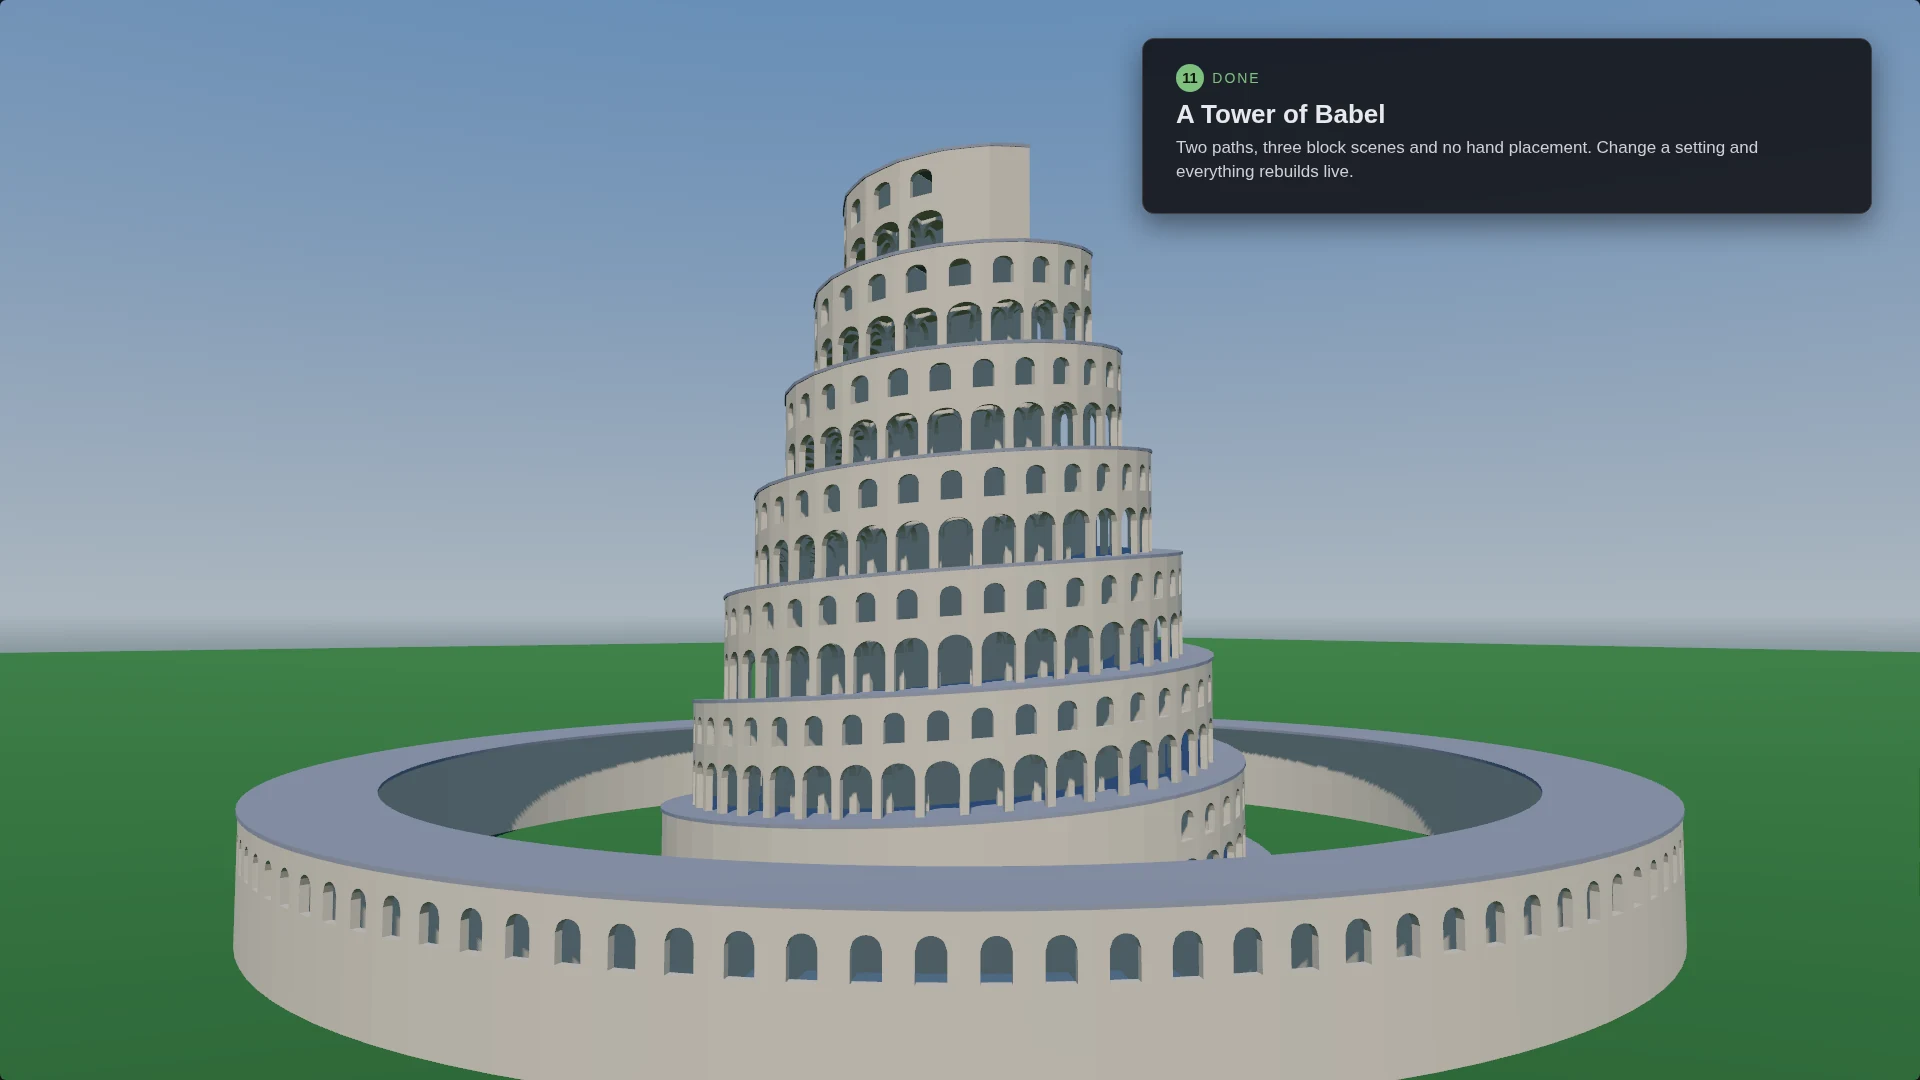 11 DONE
A Tower of Babel
Two paths, three block scenes and no hand placement. Change a setting and
everything rebuilds live.